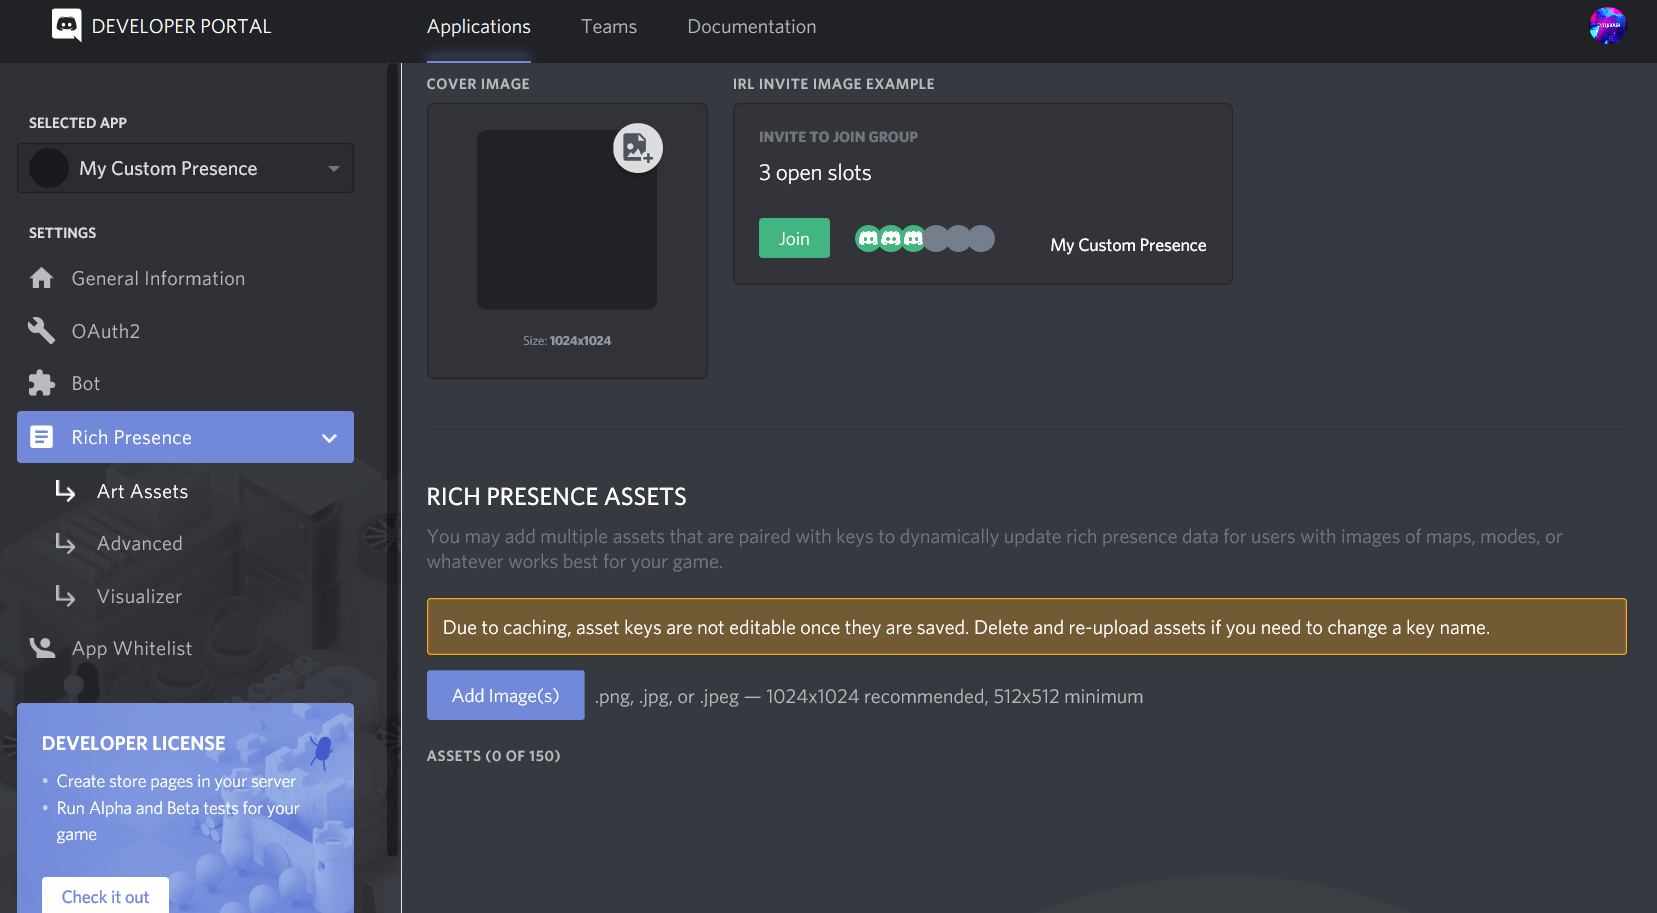 DEVELOPER PORTAL
Applications
Teams
Documentation
SELECTED APP
My Custom Presence
SETTINGS
General Information
OAuth2
Bot
Rich Presence
Art Assets
Advanced
Visualizer
App Whitelist
DEVELOPER LICENSE
• Create store pages in your server
• Run Alpha and Beta tests for your
game
Check it out
COVER IMAGE
Size: 1024x1024
IRL INVITE IMAGE EXAMPLE
INVITE TO JOIN GROUP
3 open slots
Join
My Custom Presence
RICH PRESENCE ASSETS
You may add multiple assets that are paired with keys to dynamically update rich presence data for users with images of maps, modes, or
whatever works best for your game.
Due to caching, asset keys are not editable once they are saved. Delete and re-upload assets if you need to change a key name.
Add Image(s)
.png, .jpg, or .jpeg — 1024x1024 recommended, 512x512 minimum
ASSETS (0 OF 150)